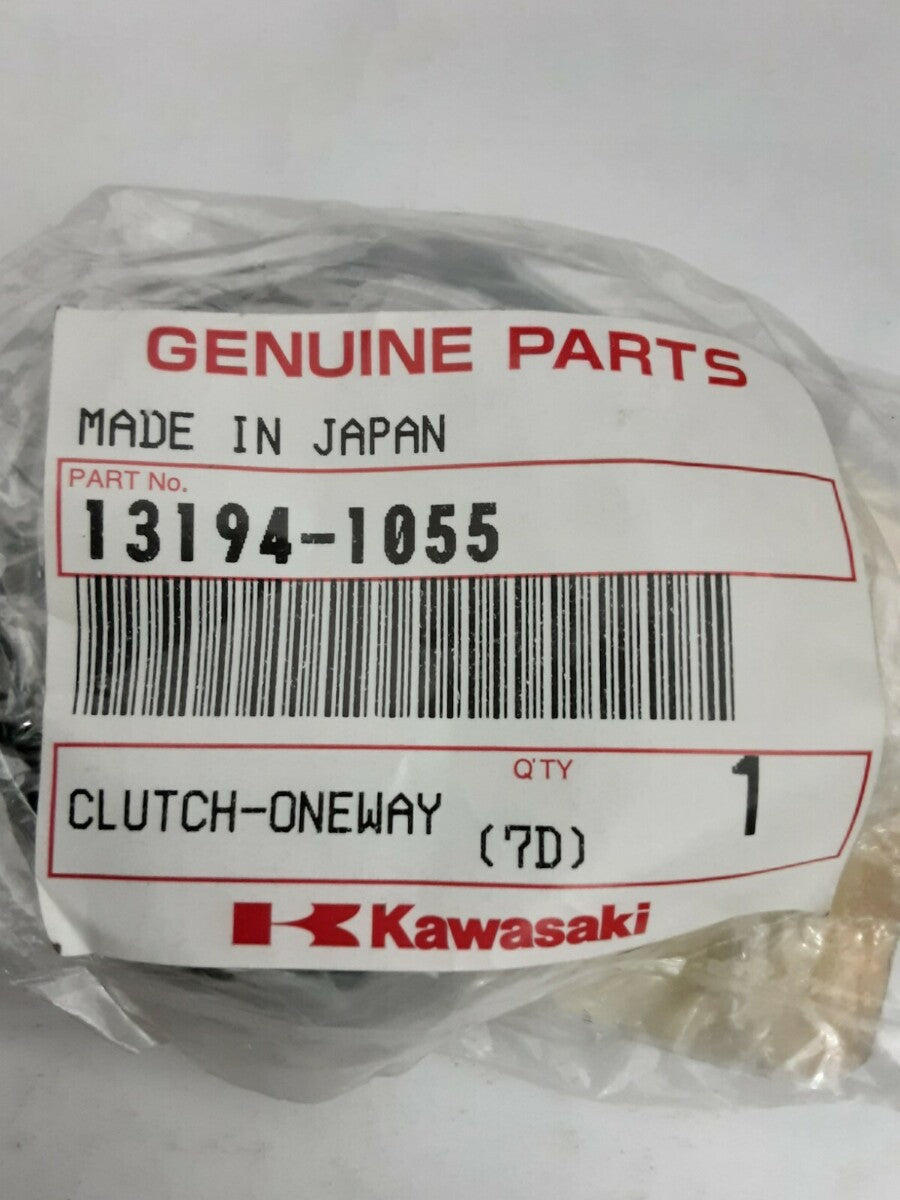 GENUINE PARTS
MADE IN JAPAN
PART No.
13194-1055
Q'TY
CLUTCH-ONEWAY 1
(7D)
Kawasaki